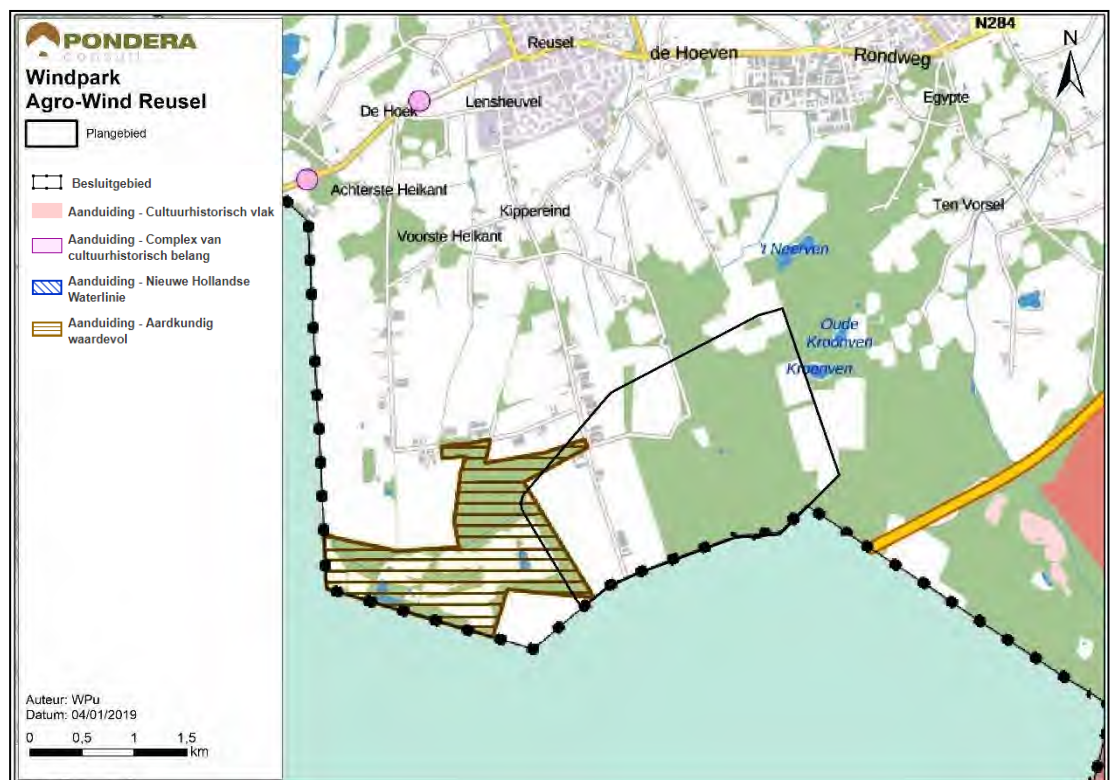 PONDERA
consult
Windpark
Agro-Wind Reusel
Plangebied
Besluitgebied
Aanduiding - Cultuurhistorisch vlak
Aanduiding - Complex van
cultuurhistorisch belang
Aanduiding - Nieuwe Hollandse
Waterlinie
Aanduiding - Aardkundig
waardevol
Auteur: WPu
Datum: 04/01/2019
0 0,5 1 1,5
km
N284
N
Reusel
de Hoeven
Rondweg
Egypte
De Hoek
Lensheuvel
Achterste Heikant
Kippereind
Ten Vorsel
Voorste Heikant
't Neerven
Oude
Kroonven
Kroonven